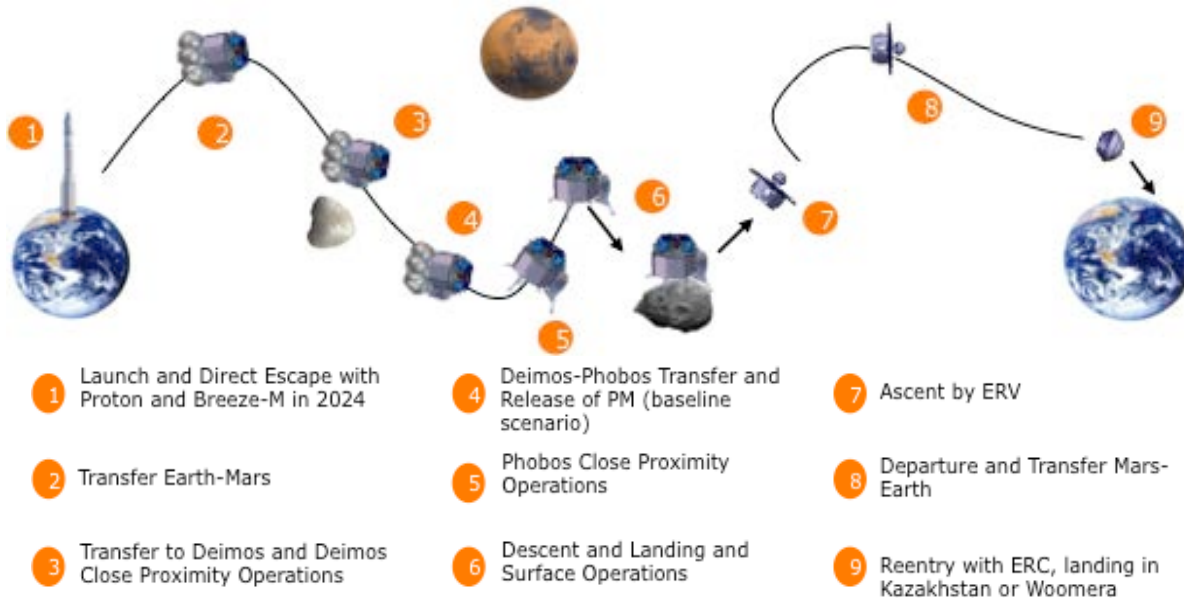 1
2
3
4
5
6
7
8
9
1 Launch and Direct Escape with
Proton and Breeze-M in 2024
2 Transfer Earth-Mars
3 Transfer to Deimos and Deimos
Close Proximity Operations
4 Deimos-Phobos Transfer and
Release of PM (baseline
scenario)
5 Phobos Close Proximity
Operations
6 Descent and Landing and
Surface Operations
7 Ascent by ERV
8 Departure and Transfer Mars-
Earth
9 Reentry with ERC, landing in
Kazakhstan or Woomera